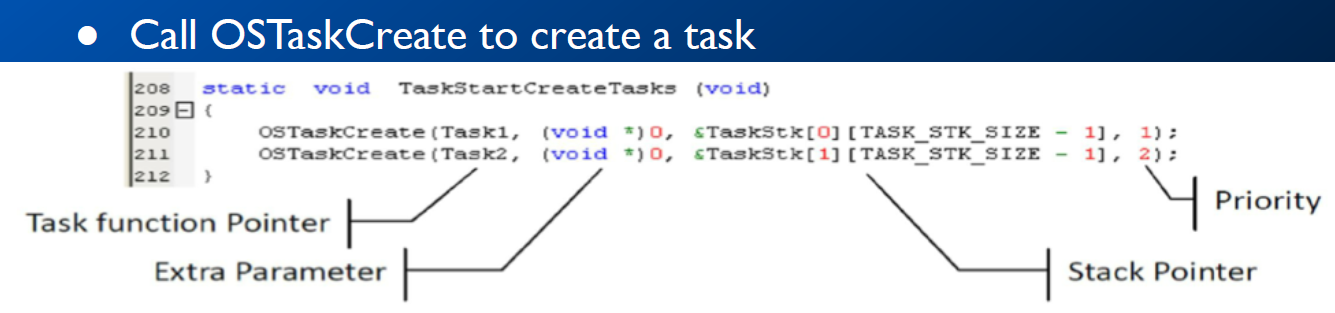 ● Call OSTaskCreate to create a task
208 static void TaskStartCreateTasks (void)
209 {
210 OSTaskCreate(Task1, (void *)0, &TaskStk[0][TASK_STK_SIZE - 1], 1);
211 OSTaskCreate(Task2, (void *)0, &TaskStk[1][TASK_STK_SIZE - 1], 2);
212 }
Priority
Task function Pointer
Extra Parameter
Stack Pointer